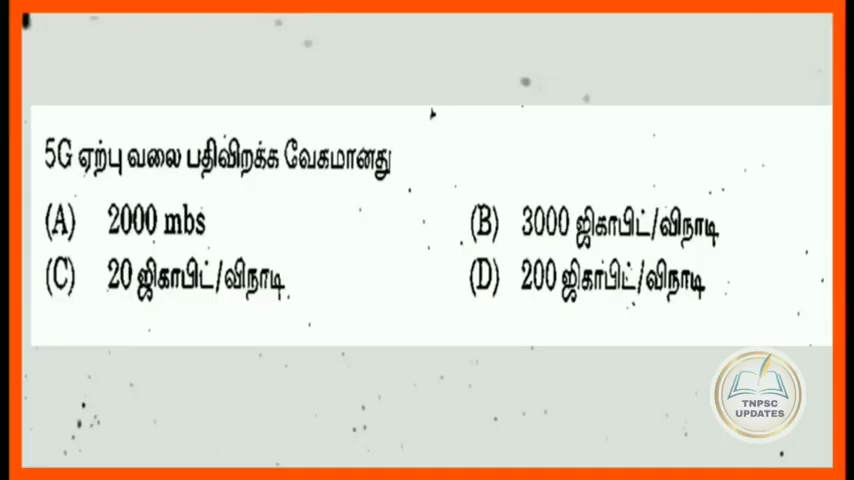 5G ஏற்பு வலை பதிவிறக்க வேகமானது
(A) 2000 mbs (B) 3000 ஜிகாபிட்/விநாடி
(C) 20 ஜிகாபிட்/விநாடி (D) 200 ஜிகாபிட்/விநாடி
TNPSC
UPDATES